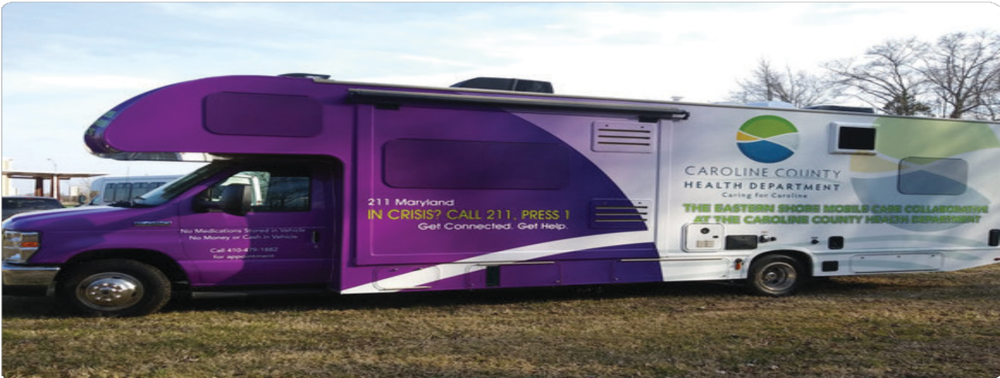 211 Maryland
IN CRISIS? CALL 211, PRESS 1
Get Connected. Get Help.
No Medications Stored in Vehicle
No Money or Cash in Vehicle
Call 410-479-1882
for appointment
CAROLINE COUNTY
HEALTH DEPARTMENT
Caring for Caroline
THE EASTERN SHORE MOBILE CARE COLLABORATIVE
AT THE CAROLINE COUNTY HEALTH DEPARTMENT